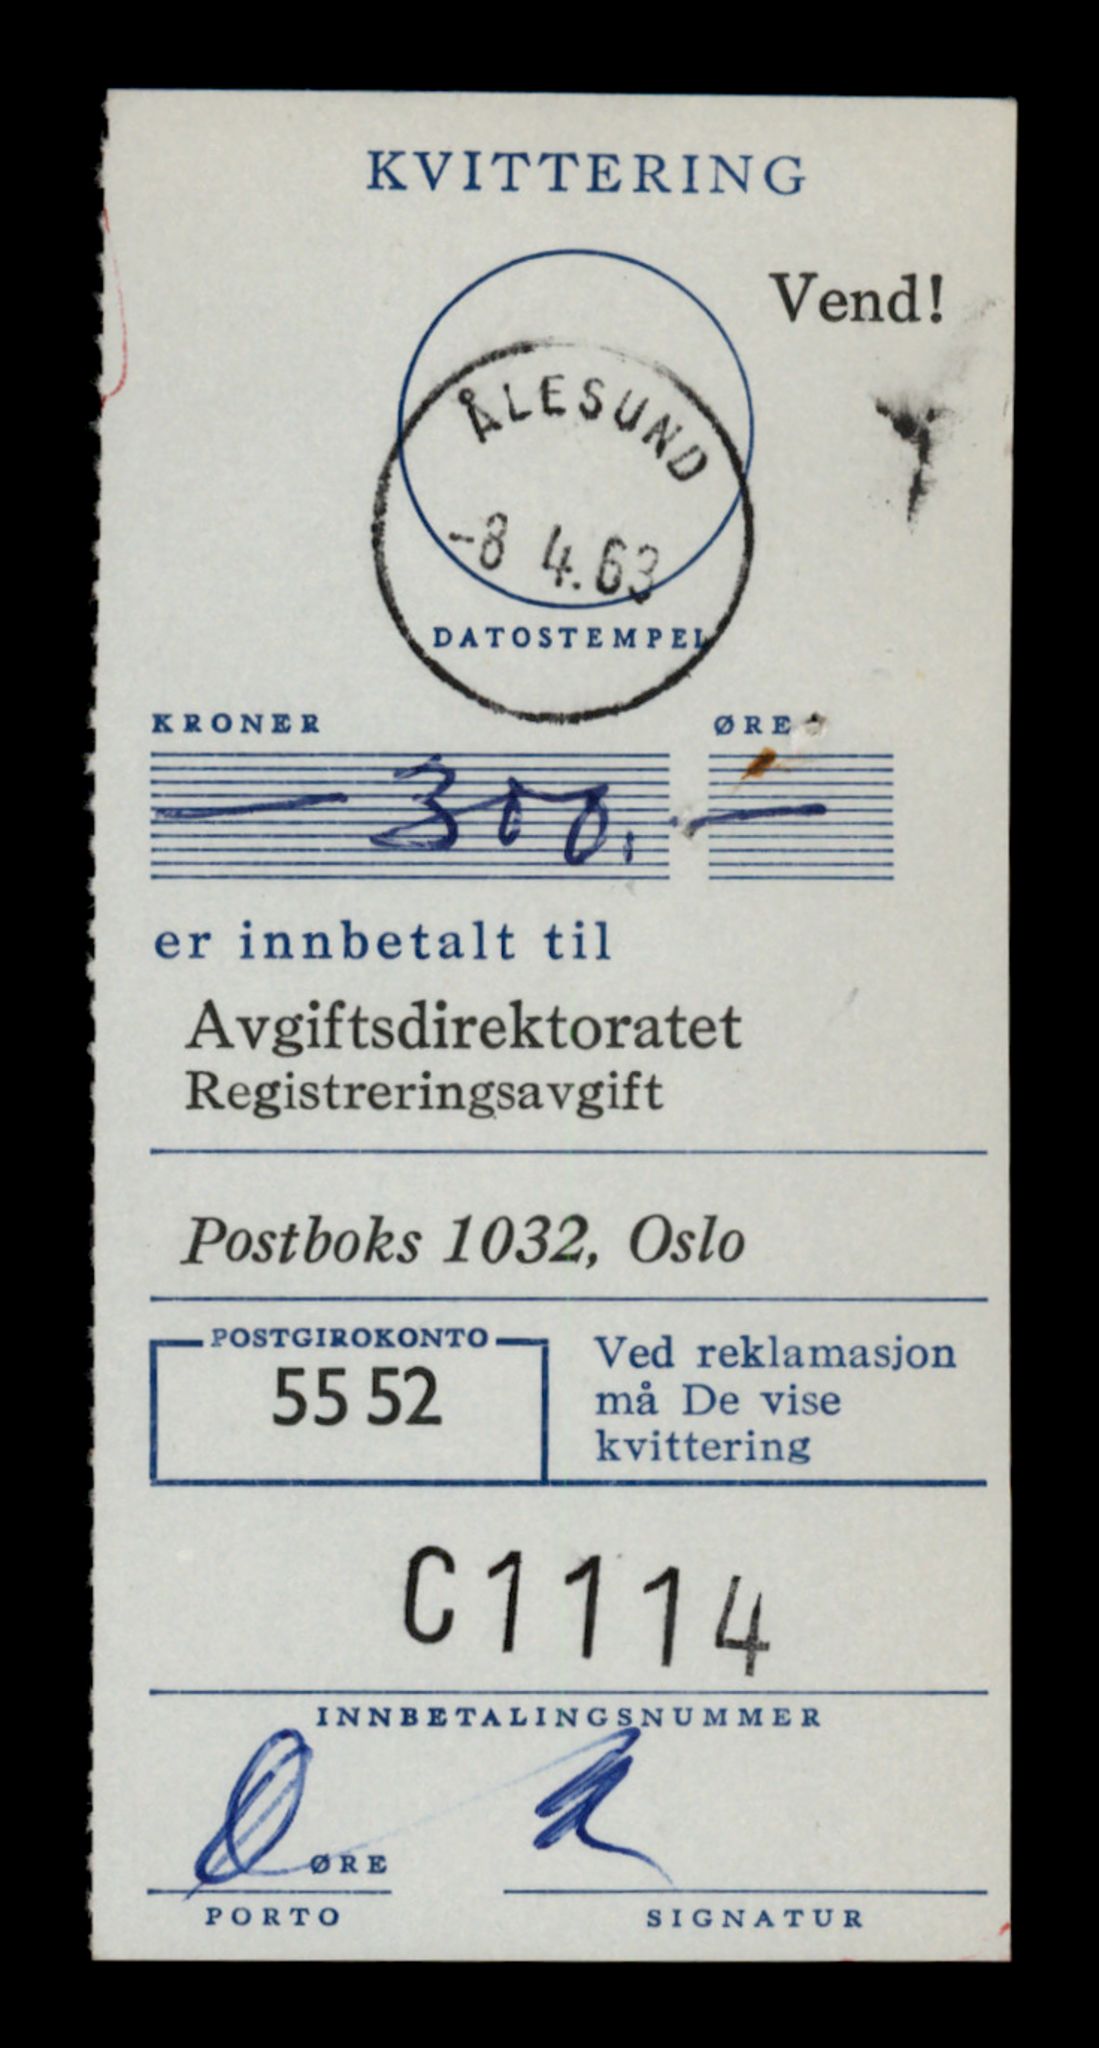 KVITTERING
Vend!
ÅLESUND
-8 4.63
DATOSTEMPEL
KRONER ØRE
— 300. —
er innbetalt til
Avgiftsdirektoratet
Registreringsavgift
Postboks 1032, Oslo
POSTGIROKONTO
55 52
Ved reklamasjon
må De vise
kvittering
C1114
INNBETALINGSNUMMER
ØRE
PORTO SIGNATUR